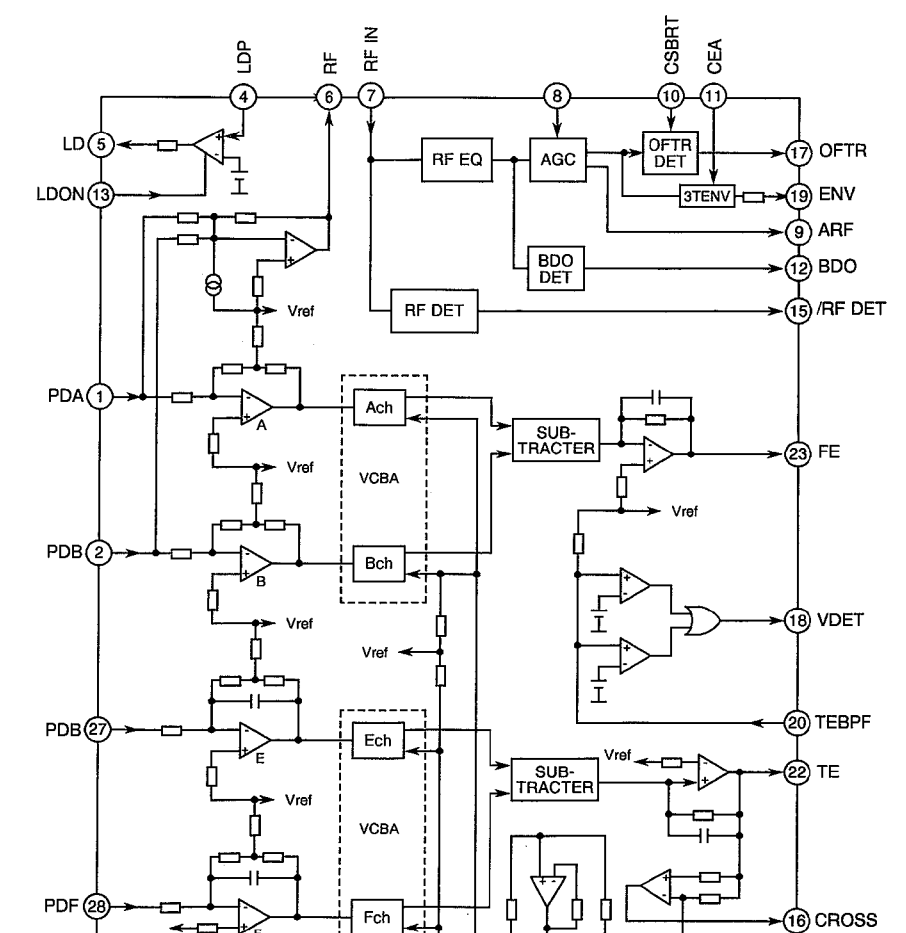 LDP
RF
RF IN
CSBRT
CEA
4
6
7
8
10
11
LD 5
+
-
RF EQ
AGC
OFTR
DET
17 OFTR
LDON 13
3TENV
19 ENV
9 ARF
-
+
BDO
DET
12 BDO
Vref
RF DET
15 /RF DET
PDA 1
-
+
A
Ach
SUB-
TRACTER
-
+
23 FE
Vref
VCBA
Vref
PDB 2
-
+
B
Bch
+
-
18 VDET
Vref
Vref
+
-
PDB 27
-
+
E
Ech
20 TEBPF
Vref
-
+
22 TE
SUB-
TRACTER
Vref
VCBA
+ -
+
-
PDF 28
-
+
Fch
16 CROSS